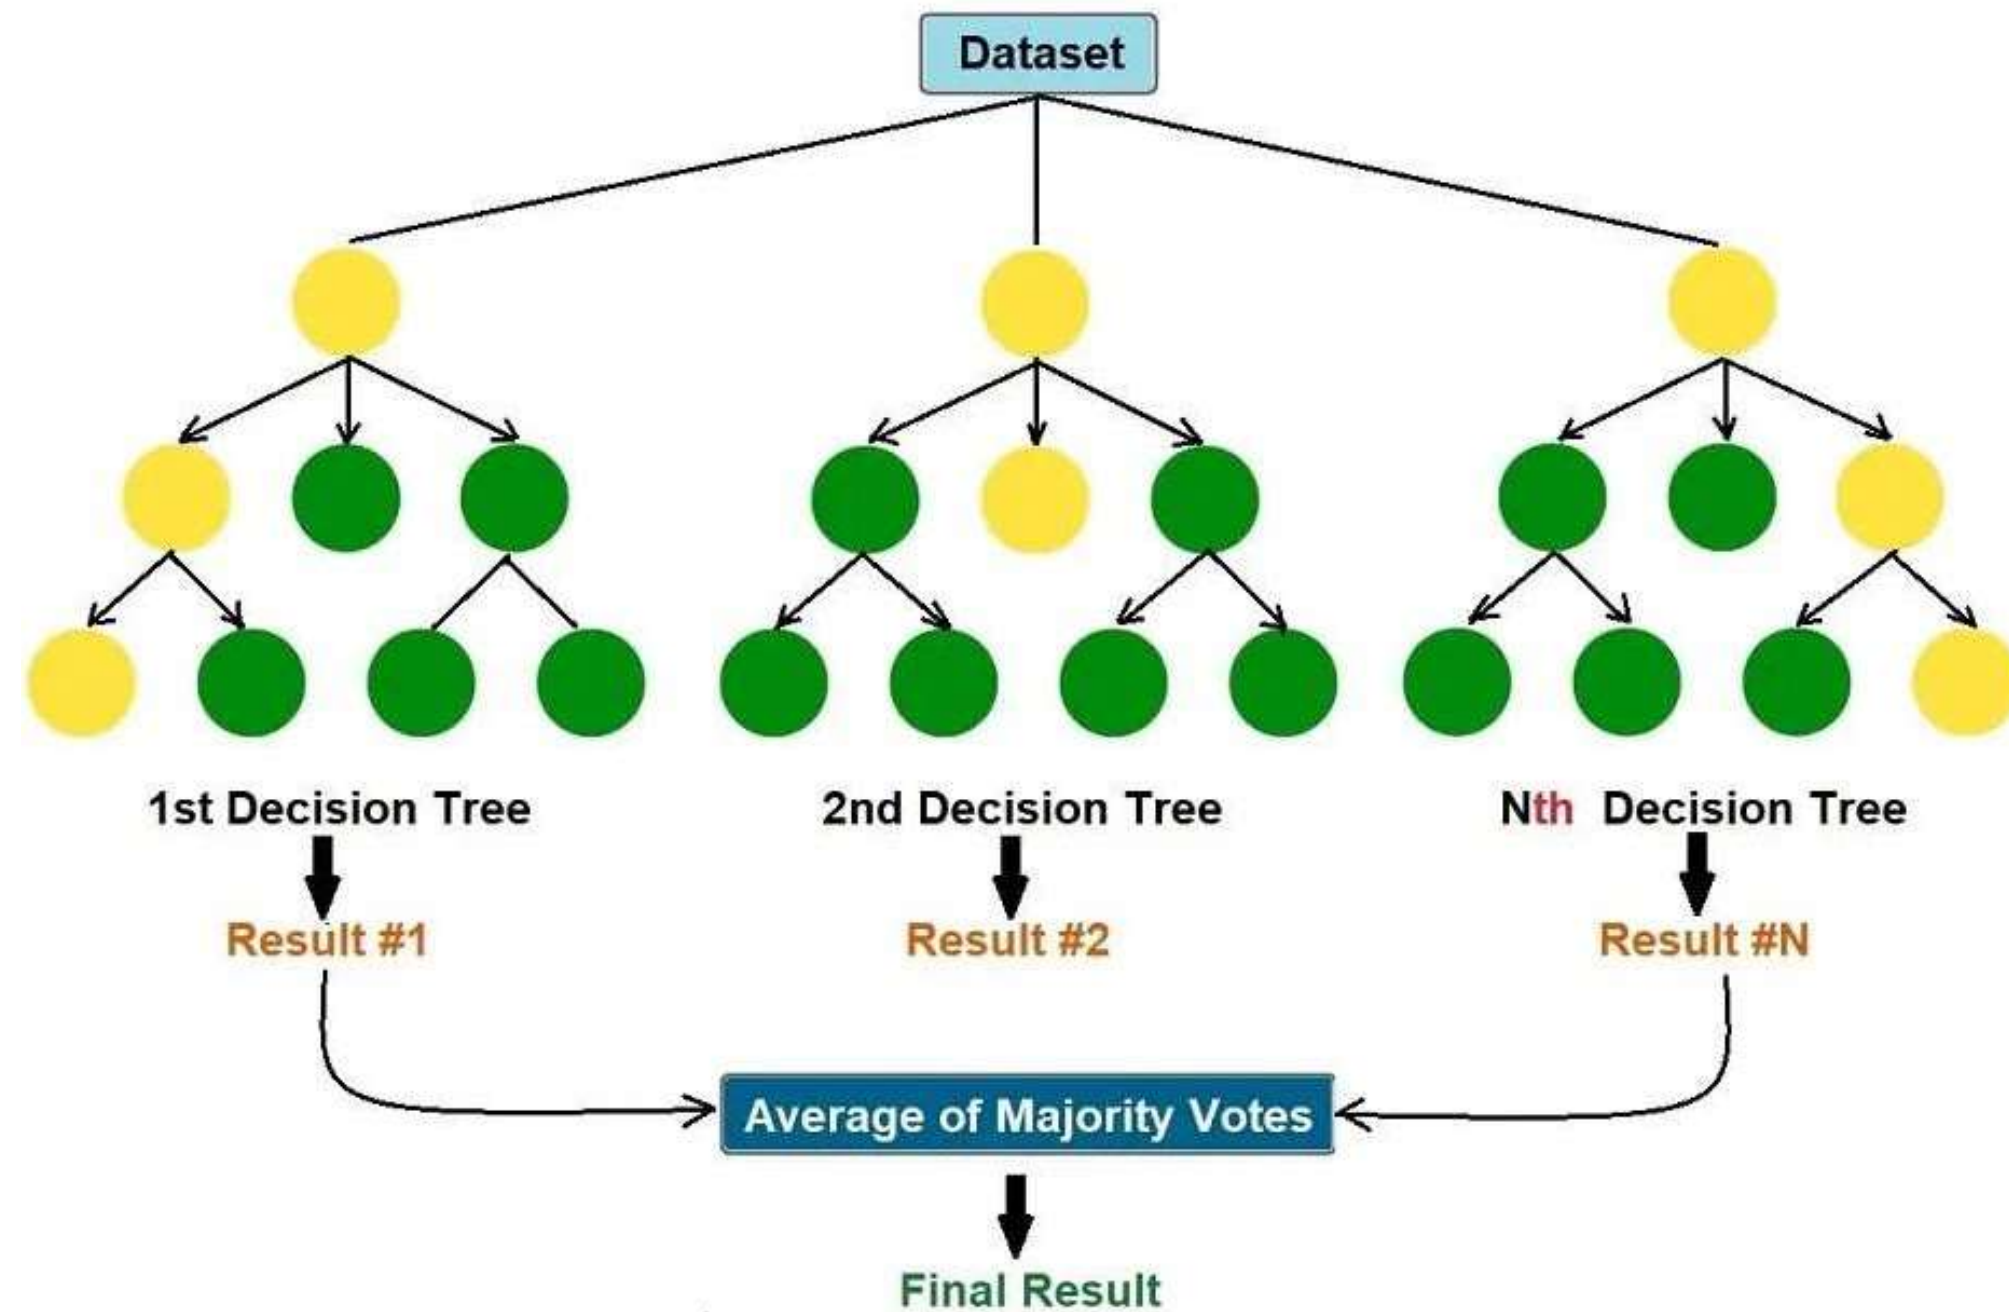 Dataset
1st Decision Tree
2nd Decision Tree
Nth Decision Tree
Result #1
Result #2
Result #N
Average of Majority Votes
Final Result